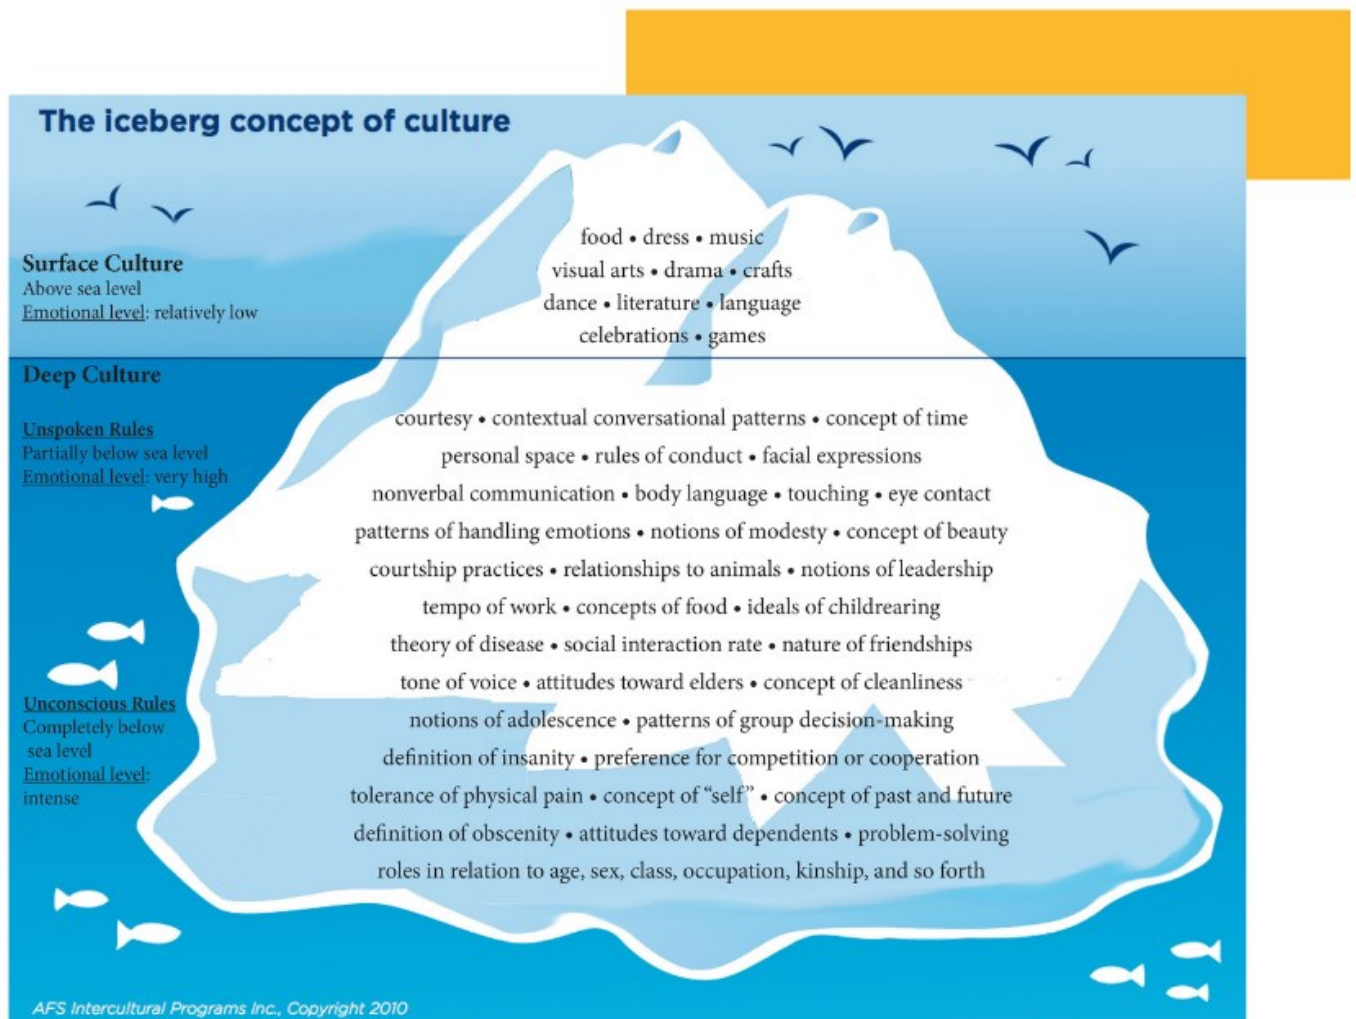 The iceberg concept of culture
Surface Culture
Above sea level
Emotional level: relatively low
food • dress • music
visual arts • drama • crafts
dance • literature • language
celebrations • games
Deep Culture
Unspoken Rules
Partially below sea level
Emotional level: very high
courtesy • contextual conversational patterns • concept of time
personal space • rules of conduct • facial expressions
nonverbal communication • body language • touching • eye contact
patterns of handling emotions • notions of modesty • concept of beauty
courtship practices • relationships to animals • notions of leadership
tempo of work • concepts of food • ideals of childrearing
theory of disease • social interaction rate • nature of friendships
tone of voice • attitudes toward elders • concept of cleanliness
notions of adolescence • patterns of group decision-making
definition of insanity • preference for competition or cooperation
tolerance of physical pain • concept of “self” • concept of past and future
definition of obscenity • attitudes toward dependents • problem-solving
roles in relation to age, sex, class, occupation, kinship, and so forth
Unconscious Rules
Completely below
sea level
Emotional level:
intense
AFS Intercultural Programs Inc., Copyright 2010